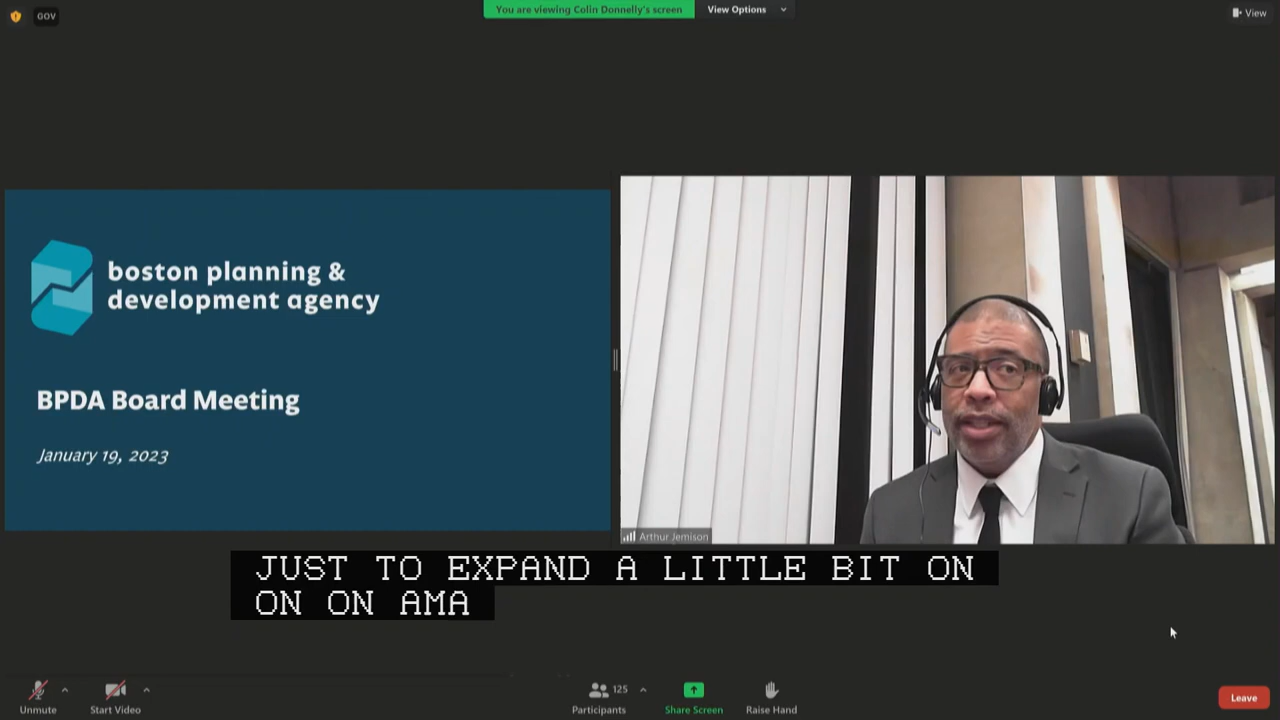 GOV
You are viewing Colin Donnelly's screen
View Options
View
boston planning &
development agency
BPDA Board Meeting
January 19, 2023
Arthur Jemison
JUST TO EXPAND A LITTLE BIT ON
ON ON AMA
Unmute
Start Video
125
Participants
Share Screen
Raise Hand
Leave